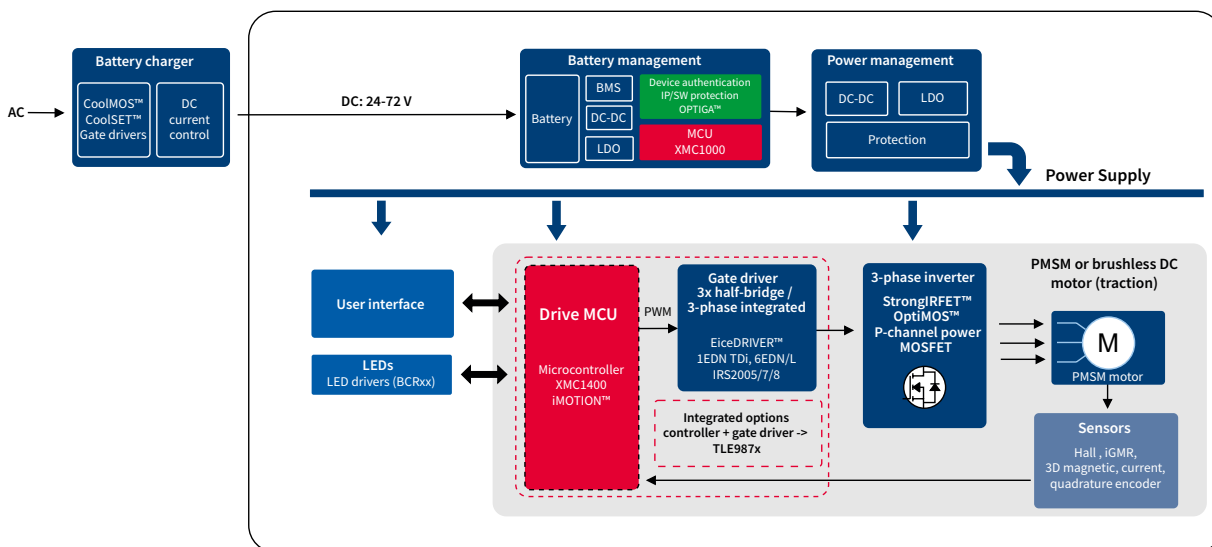 Battery charger
CoolMOS™
CoolSET™
Gate drivers
DC
current
control
AC
DC: 24-72 V
Battery management
Battery
BMS
DC-DC
LDO
Device authentication
IP/SW protection
OPTIGA™
MCU
XMC1000
Power management
DC-DC
LDO
Protection
Power Supply
User interface
LEDs
LED drivers (BCRxx)
Drive MCU
Microcontroller
XMC1400
iMOTION™
PWM
Gate driver
3x half-bridge /
3-phase integrated
EiceDRIVER™
1EDN TDi, 6EDN/L
IRS2005/7/8
Integrated options
controller + gate driver ->
TLE987x
3-phase inverter
StrongIRFET™
OptiMOS™
P-channel power
MOSFET
PMSM or brushless DC
motor (traction)
M
PMSM motor
Sensors
Hall , iGMR,
3D magnetic, current,
quadrature encoder